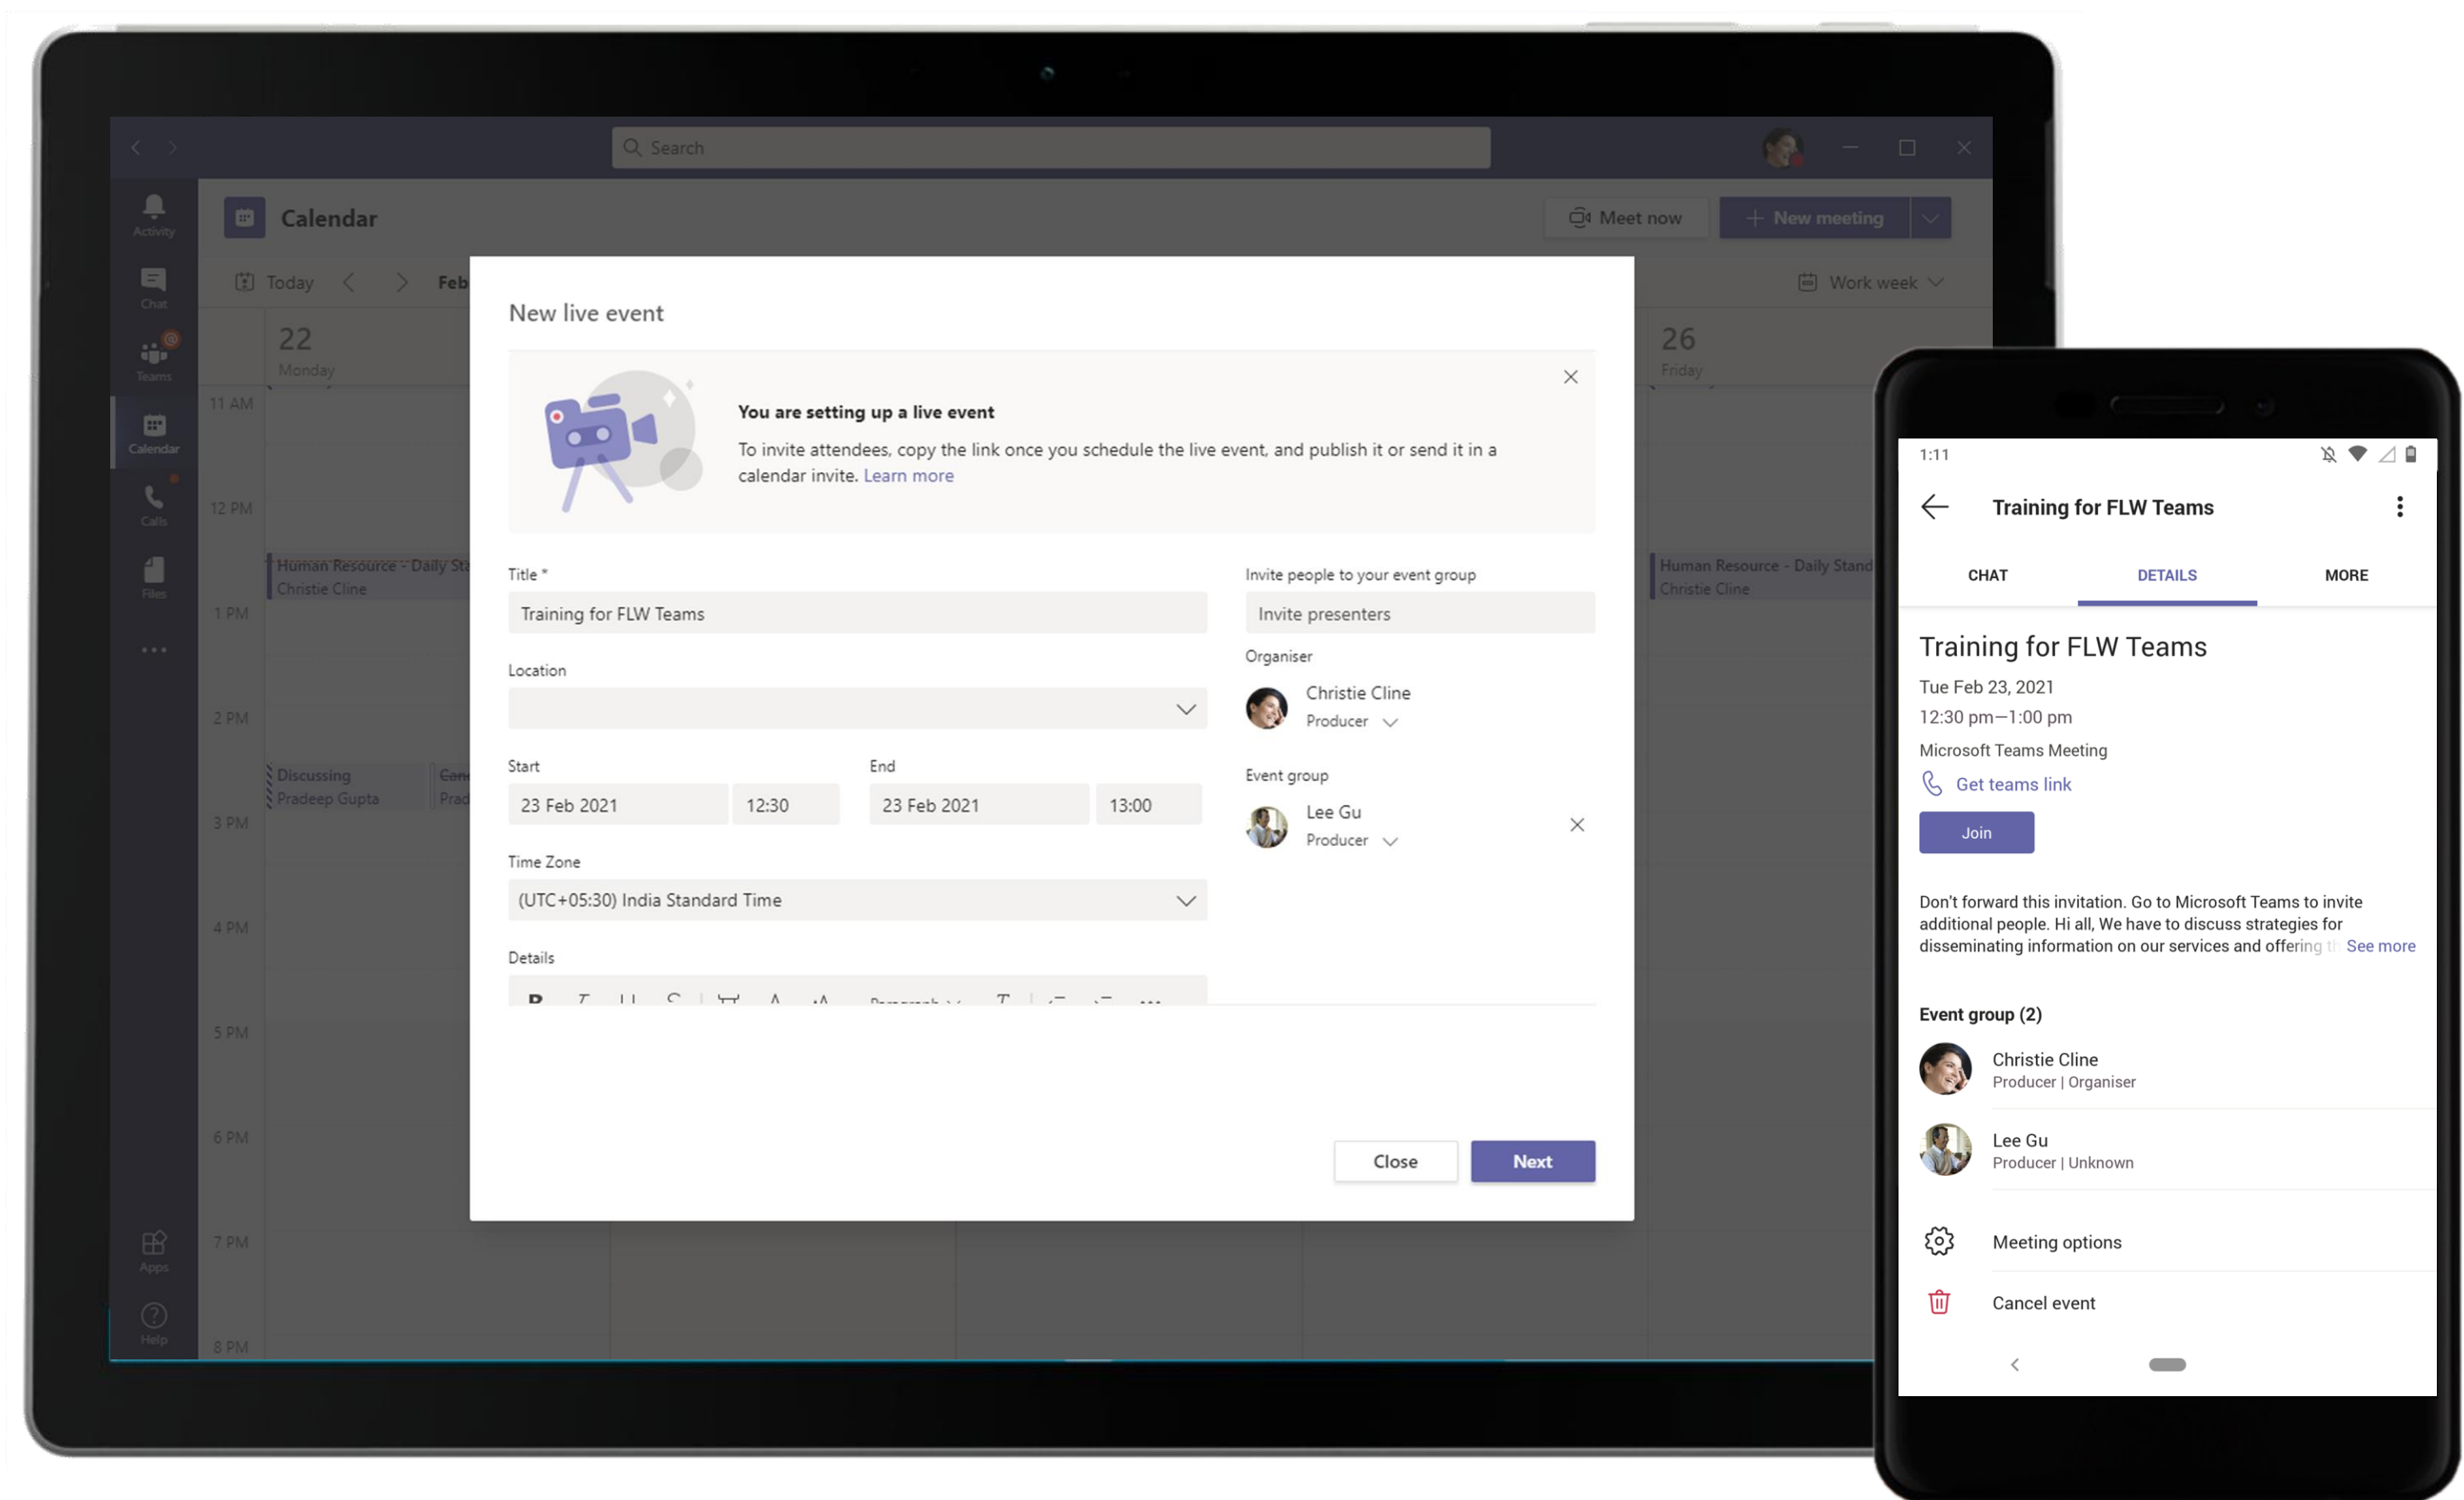 Search
Activity
Chat
Teams
Calendar
Calls
Files
Apps
Help
Calendar
Meet now
New meeting
Today
Feb
Work week
22
Monday
26
Friday
11 AM
12 PM
1 PM
2 PM
3 PM
4 PM
5 PM
6 PM
7 PM
8 PM
Human Resource - Daily Sta
Christie Cline
Discussing
Pradeep Gupta
Canc
Prad
Human Resource - Daily Stand
Christie Cline
New live event
You are setting up a live event
To invite attendees, copy the link once you schedule the live event, and publish it or send it in a
calendar invite. Learn more
Title *
Training for FLW Teams
Location
Start
End
23 Feb 2021 12:30 23 Feb 2021 13:00
Time Zone
(UTC+05:30) India Standard Time
Details
Paragraph
Invite people to your event group
Invite presenters
Organiser
Christie Cline
Producer
Event group
Lee Gu
Producer
Close
Next
1:11
Training for FLW Teams
CHAT DETAILS MORE
Training for FLW Teams
Tue Feb 23, 2021
12:30 pm—1:00 pm
Microsoft Teams Meeting
Get teams link
Join
Don't forward this invitation. Go to Microsoft Teams to invite
additional people. Hi all, We have to discuss strategies for
disseminating information on our services and offering th See more
Event group (2)
Christie Cline
Producer | Organiser
Lee Gu
Producer | Unknown
Meeting options
Cancel event